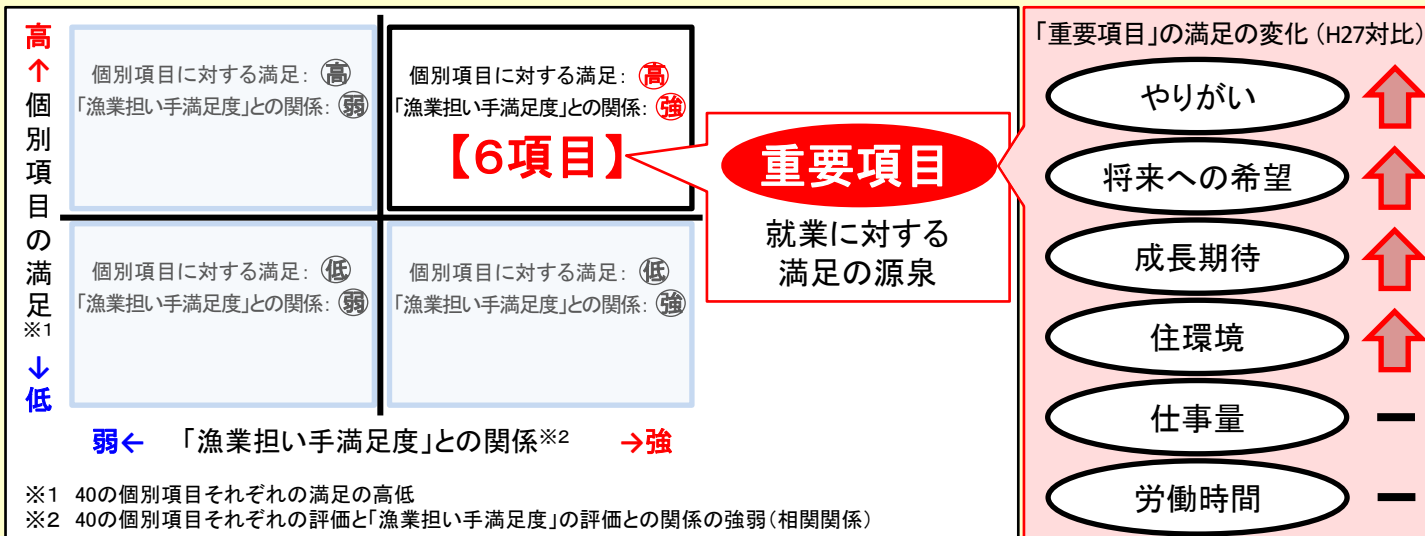 高
↑
個別項目の満足
※1
↓
低
個別項目に対する満足：高
「漁業担い手満足度」との関係：弱
個別項目に対する満足：高
「漁業担い手満足度」との関係：強
【６項目】
個別項目に対する満足：低
「漁業担い手満足度」との関係：弱
個別項目に対する満足：低
「漁業担い手満足度」との関係：強
弱← 「漁業担い手満足度」との関係※2 →強
※１ 40の個別項目それぞれの満足の高低
※２ 40の個別項目それぞれの評価と「漁業担い手満足度」の評価との関係の強弱（相関関係）
重要項目
就業に対する
満足の源泉
「重要項目」の満足の変化（H27対比）
やりがい
将来への希望
成長期待
住環境
仕事量 ー
労働時間 ー